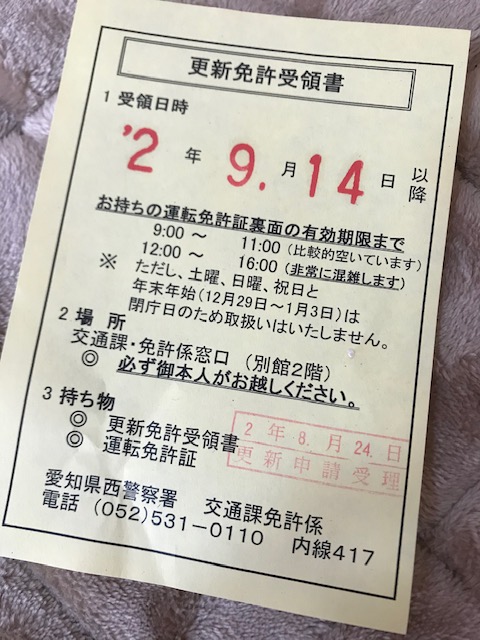 更新免許受領書
1 受領日時
'2 年 9. 月 14 日 以降
お持ちの運転免許証裏面の有効期限まで
9:00 ～ 11:00 (比較的空いています)
12:00 ～ 16:00 (非常に混雑します)
※ ただし、土曜、日曜、祝日と
年末年始(12月29日～1月3日)は
閉庁日のため取扱いはいたしません。
2 場 所
交通課・免許係窓口 (別館2階)
◎ 必ず御本人がお越しください。
3 持ち物
◎ 更新免許受領書
◎ 運転免許証
2 年 8. 月 24. 日
更新申請受理
愛知県西警察署 交通課免許係
電話 (052)531－0110 内線417